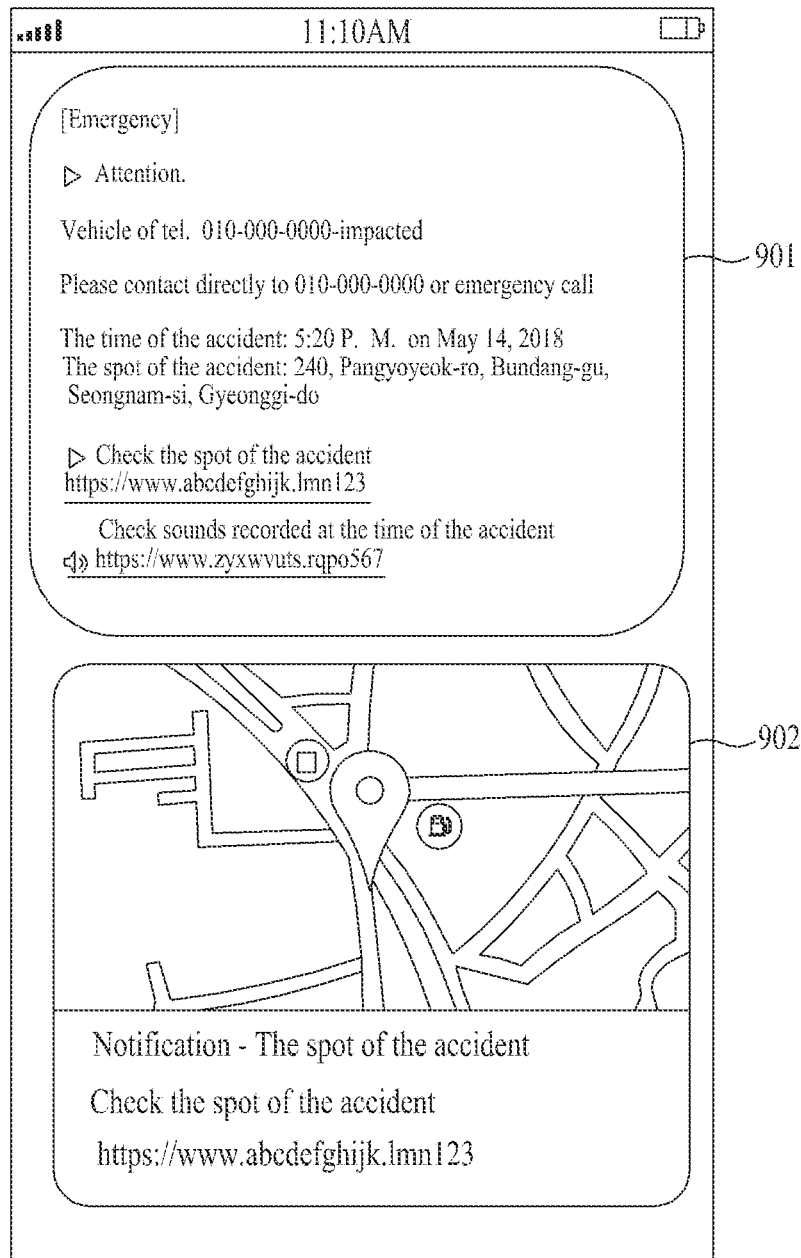 11:10AM
[Emergency]
Attention.
Vehicle of tel. 010-000-0000-impacted
Please contact directly to 010-000-0000 or emergency call
The time of the accident: 5:20 P. M. on May 14, 2018
The spot of the accident: 240, Pangyoyeok-ro, Bundang-gu,
Seongnam-si, Gyeonggi-do
Check the spot of the accident
https://www.abcdefghijk.lmn123
Check sounds recorded at the time of the accident
https://www.zyxwvuts.rqpo567
901
902
Notification - The spot of the accident
Check the spot of the accident
https://www.abcdefghijk.lmn123